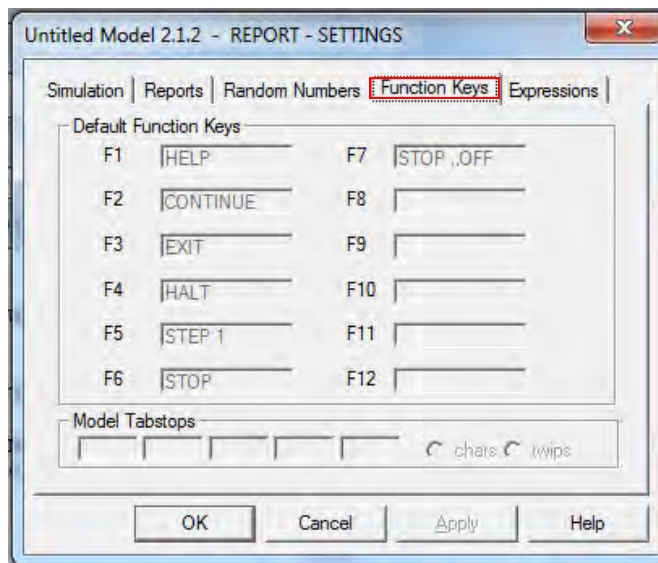 Untitled Model 2.1.2 - REPORT - SETTINGS
Simulation Reports Random Numbers Function Keys Expressions
Default Function Keys
F1 HELP F7 STOP ,,OFF
F2 CONTINUE F8
F3 EXIT F9
F4 HALT F10
F5 STEP 1 F11
F6 STOP F12
Model Tabstops
chars twips
OK Cancel Apply Help